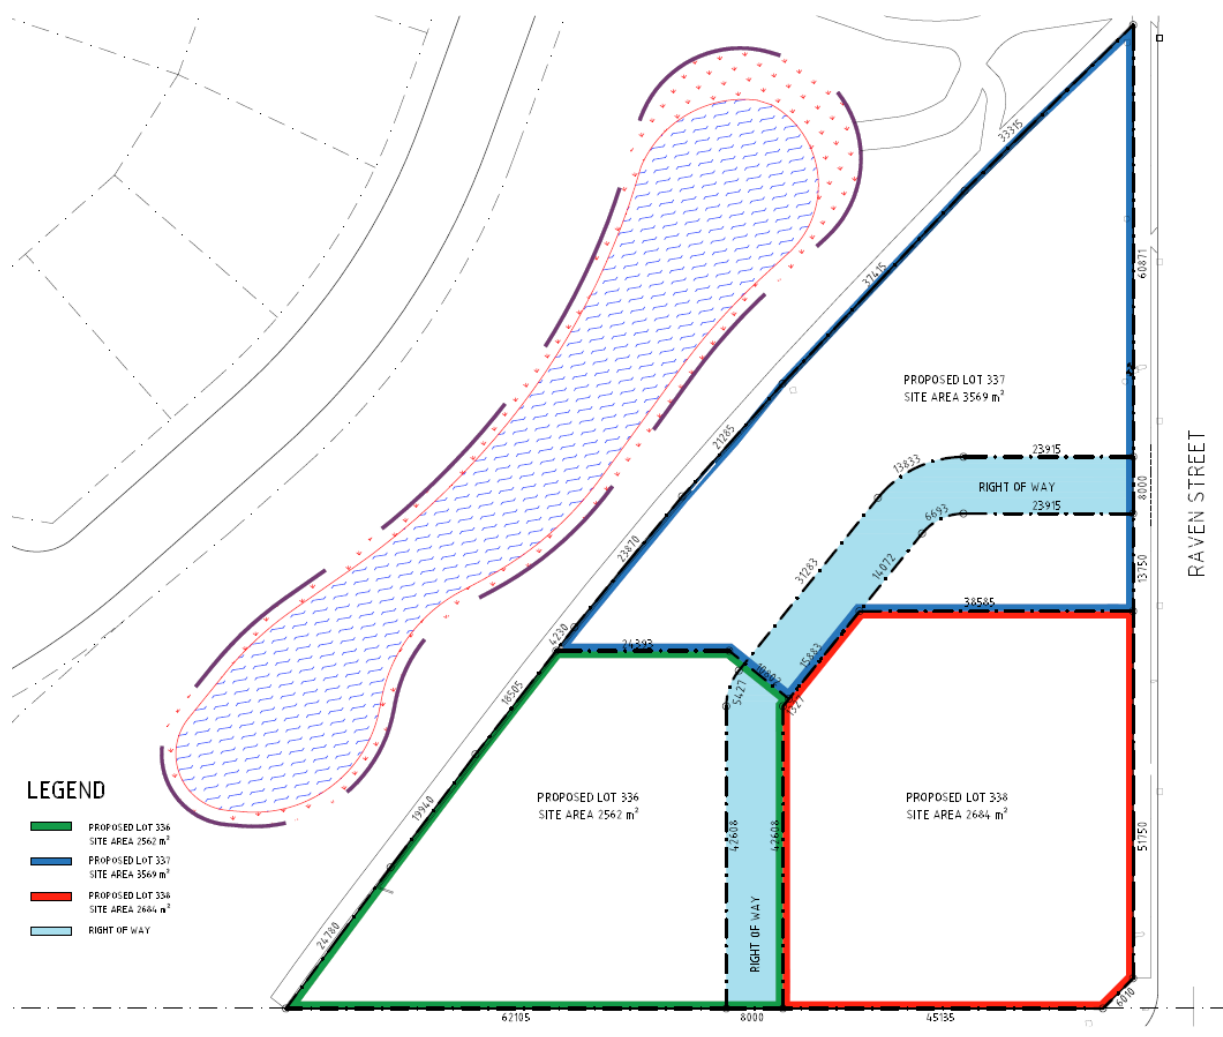 33315
37415
60871
PROPOSED LOT 337
SITE AREA 3569 m²
21285
23915
13833
RIGHT OF WAY
8000
RAVEN STREET
23915
6693
23870
31283
14072
13750
38585
4230
24393
15883
5427
1327
18505
PROPOSED LOT 336
SITE AREA 2562 m²
PROPOSED LOT 338
SITE AREA 2684 m²
19940
42608
42608
51750
RIGHT OF WAY
24780
6010
62105
8000
45135
LEGEND
PROPOSED LOT 336
SITE AREA 2562 m²
PROPOSED LOT 337
SITE AREA 3569 m²
PROPOSED LOT 338
SITE AREA 2684 m²
RIGHT OF WAY